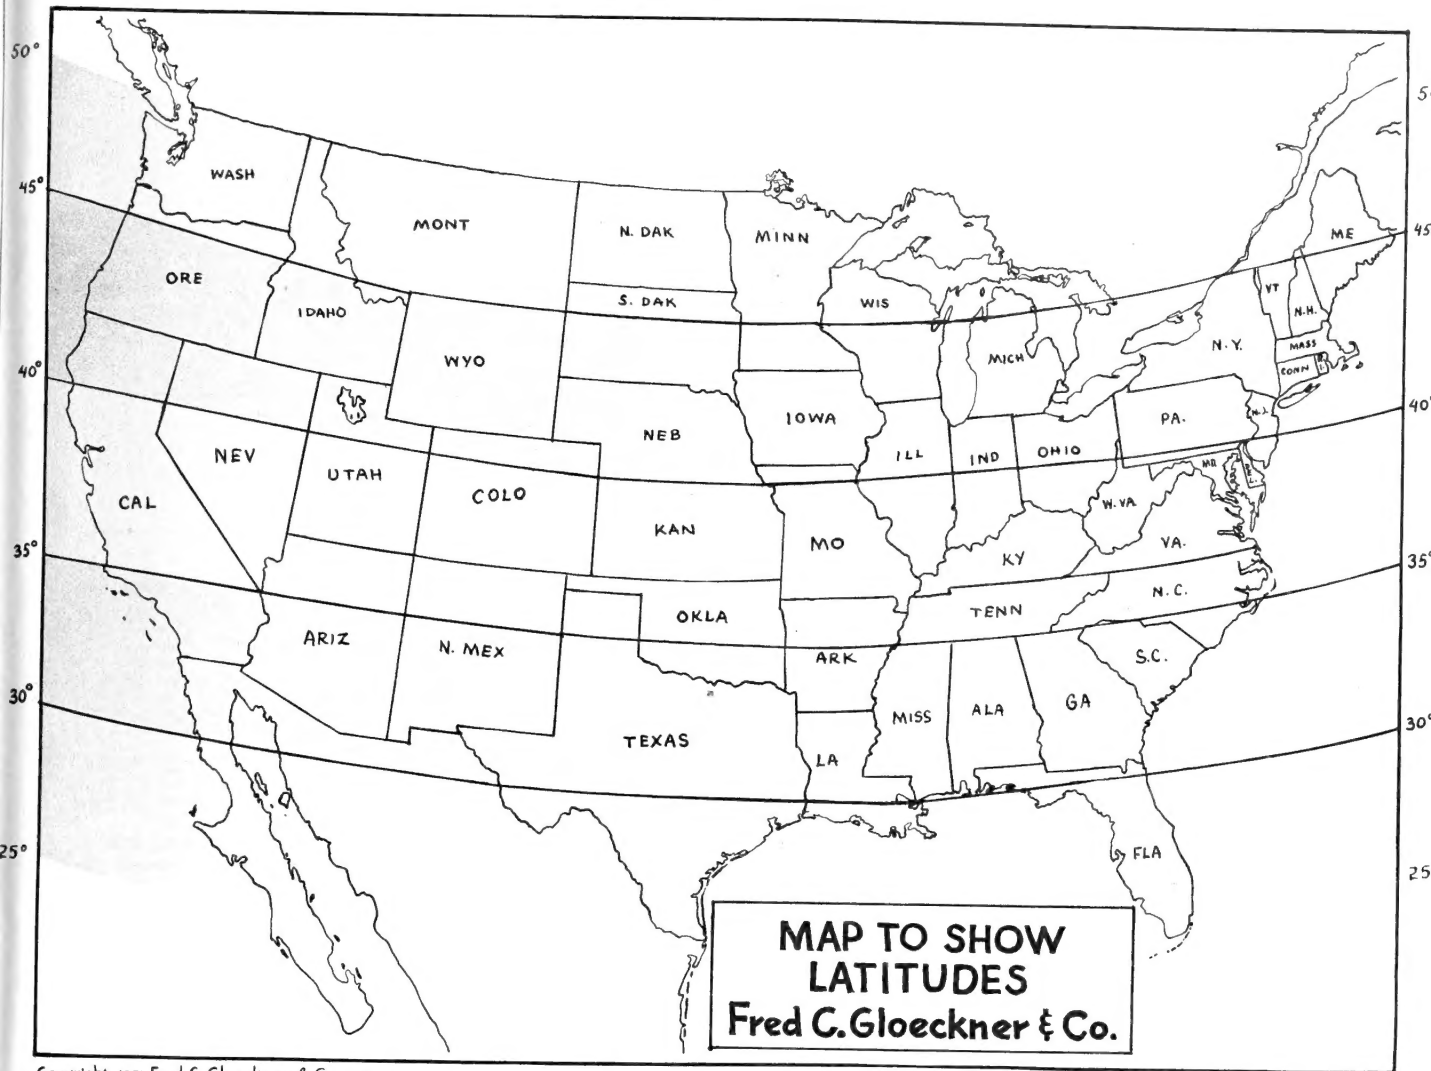 50°
5
WASH
45°
MONT
N. DAK
MINN
ME
45
ORE
IDAHO
S. DAK
WIS
VT
N.H.
WYO
MICH
N.Y.
MASS
CONN
40°
IOWA
PA.
N.J.
40°
NEV
NEB
ILL
IND
OHIO
MD.
DEL.
UTAH
COLO
CAL
KAN
MO
W.VA.
VA.
KY
35°
35°
OKLA
TENN
N.C.
ARIZ
N. MEX
ARK
S.C.
30°
MISS
ALA
GA
30°
TEXAS
LA
25°
FLA
25
MAP TO SHOW
LATITUDES
Fred C. Gloeckner & Co.